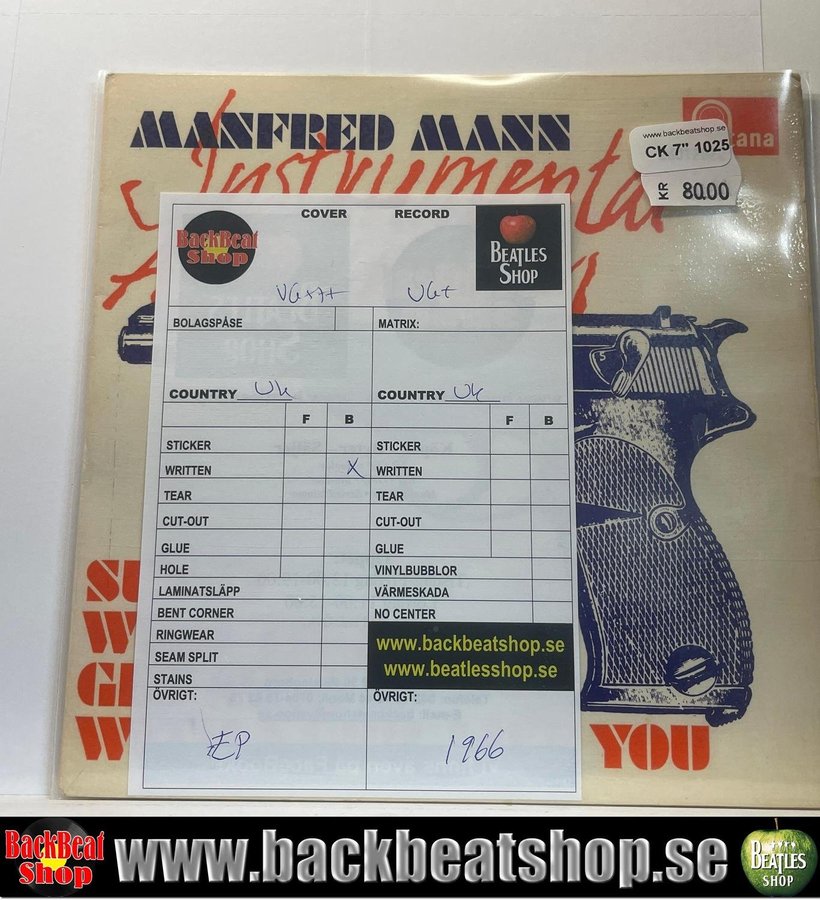 MANFRED MANN
Instrumental
www.backbeatshop.se
CK 7" 1025
KR 80.00
COVER RECORD
BackBeat
Shop
BEATLES
SHOP
VG+++ VG+
BOLAGSPÅSE MATRIX:
COUNTRY UK COUNTRY UK
F B F B
STICKER STICKER
WRITTEN X WRITTEN
TEAR TEAR
CUT-OUT CUT-OUT
GLUE GLUE
HOLE VINYLBUBBLOR
LAMINATSLÄPP VÄRMESKADA
BENT CORNER NO CENTER
RINGWEAR
SEAM SPLIT
STAINS
www.backbeatshop.se
www.beatlesshop.se
ÖVRIGT: ÖVRIGT:
EP 1966
YOU
BackBeat
Shop
www.backbeatshop.se
BEATLES
SHOP